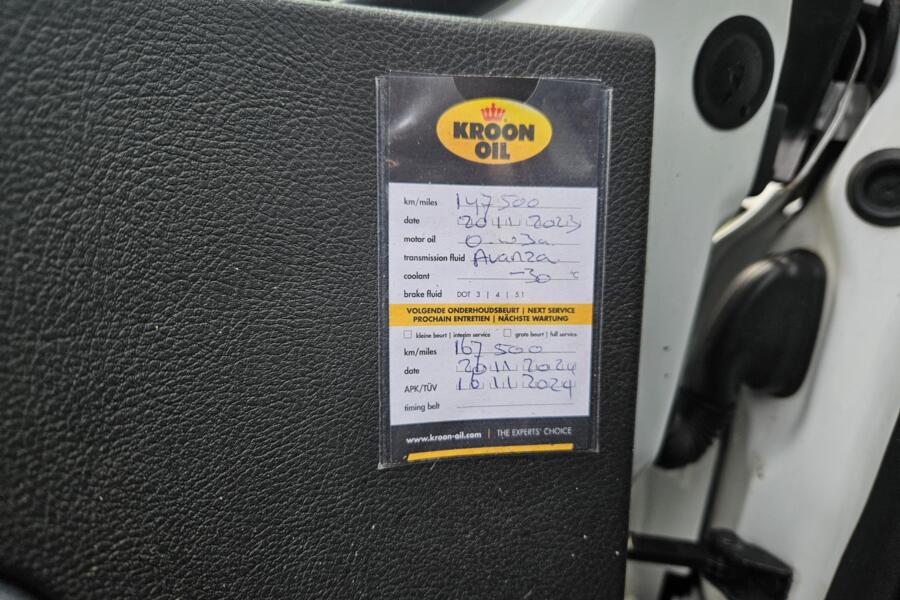 KROON
OIL
km/miles 147 500
date 20 11 2023
motor oil 0 w 30
transmission fluid Avanza
coolant -30 °C
brake fluid DOT 3 | 4 | 5.1
VOLGENDE ONDERHOUDSBEURT | NEXT SERVICE
PROCHAIN ENTRETIEN | NÄCHSTE WARTUNG
kleine beurt | interim service grote beurt | full service
km/miles 167 500
date 20 11 2024
APK/TÜV 16 11 2024
timing belt
www.kroon-oil.com | THE EXPERTS' CHOICE